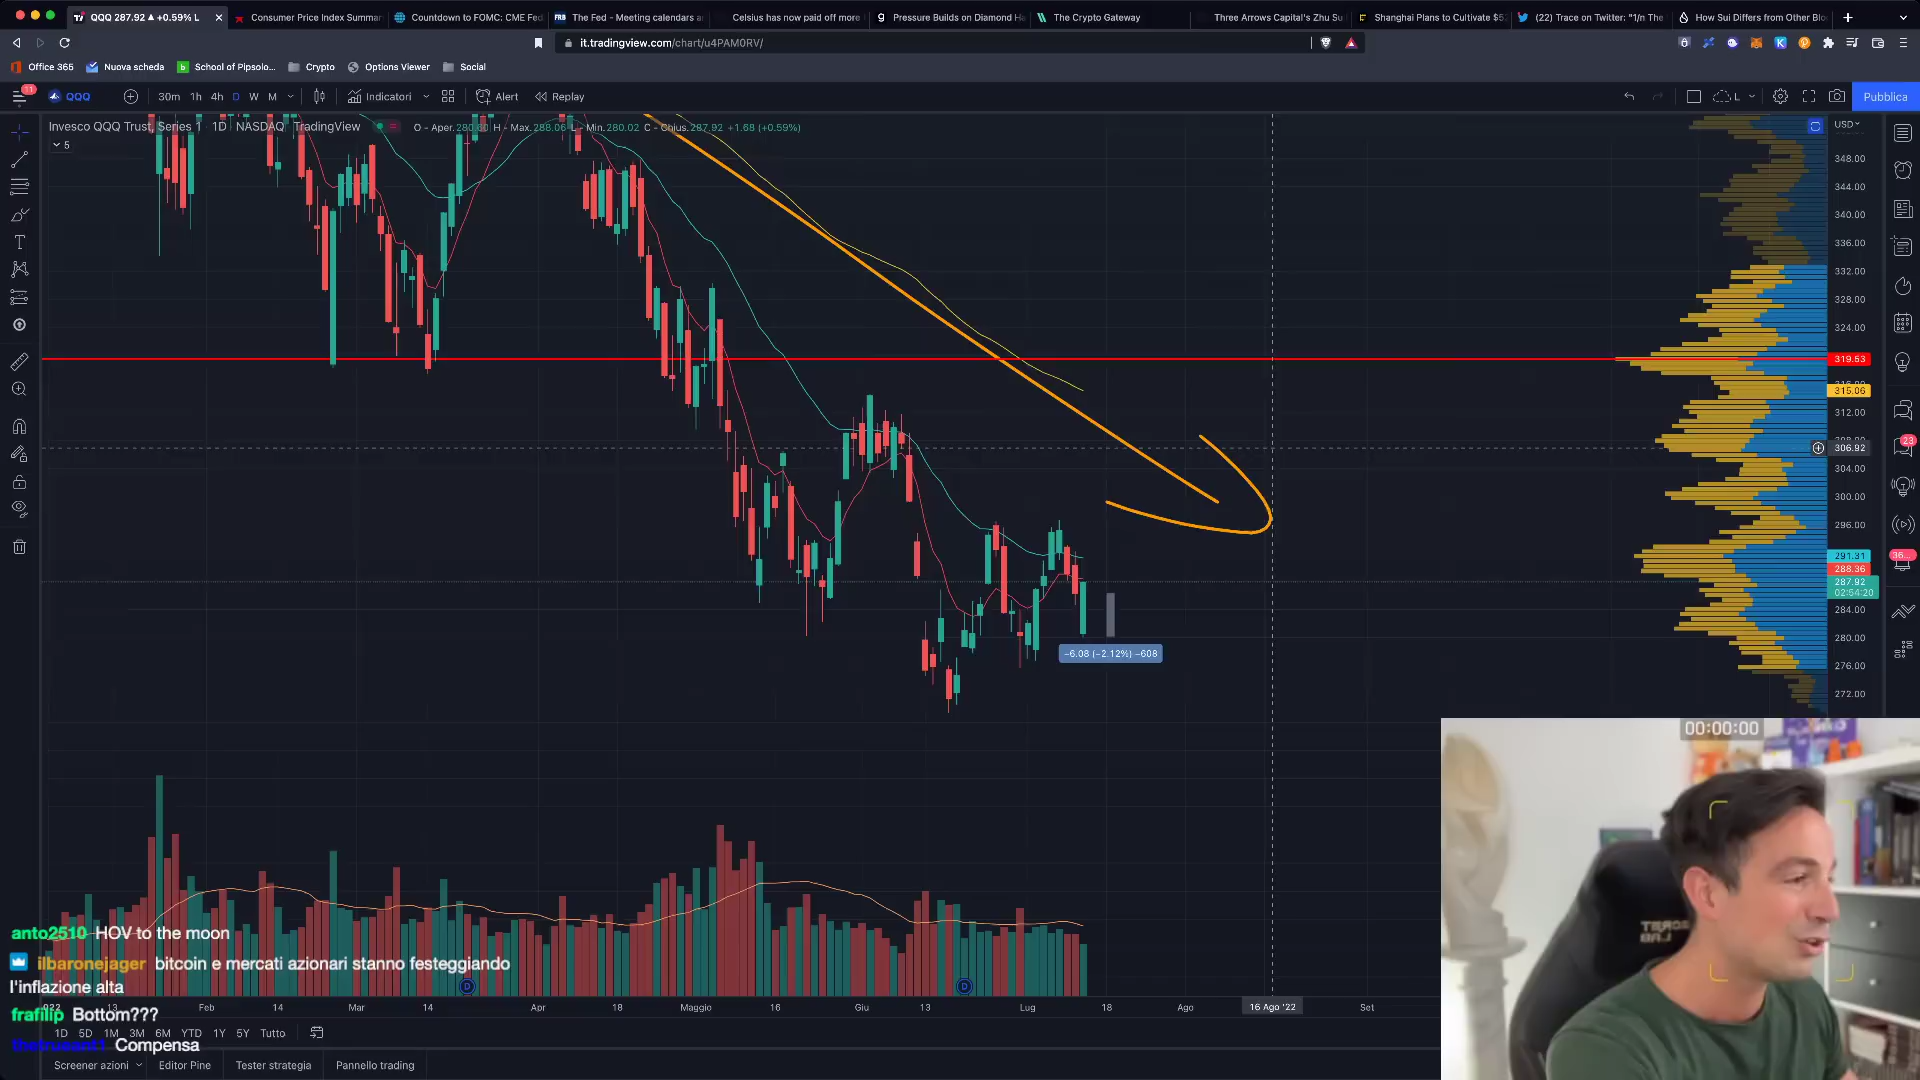 QQQ 287.92 ▲ +0.59% L
Consumer Price Index Summar
Countdown to FOMC: CME Fed
FRB The Fed - Meeting calendars a
Celsius has now paid off more
Pressure Builds on Diamond Ha
The Crypto Gateway
Three Arrows Capital's Zhu Su
Shanghai Plans to Cultivate $5
(22) Trace on Twitter: "1/n The
How Sui Differs from Other Blo
it.tradingview.com/chart/u4PAM0RV/
Office 365
Nuova scheda
School of Pipsolo...
Crypto
Options Viewer
Social
11
QQQ
30m 1h 4h D W M
Indicatori
Alert
Replay
L
Pubblica
Invesco QQQ Trust, Series 1 · 1D · NASDAQ · TradingView
H - Max. 288.06 L - Min. 280.02 C - Chius. 287.92 +1.68 (+0.59%)
5
USD
348.00
344.00
340.00
336.00
332.00
328.00
324.00
319.53
315.06
312.00
306.92
304.00
300.00
296.00
291.31
288.36
287.92
02:54:20
284.00
280.00
276.00
272.00
23
36...
−6.08 (−2.12%) −608
00:00:00
anto2510 HOV to the moon
ilbaronejager bitcoin e mercati azionari stanno festeggiando
l'inflazione alta
frafilip Bottom???
Compensa
Feb 14 Mar 14 Apr 18 Maggio 16 Giu 13 Lug 18 Ago 16 Ago '22 Set
D D
1D 5D 1M 3M 6M YTD 1Y 5Y Tutto
Screener azioni
Editor Pine
Tester strategia
Pannello trading